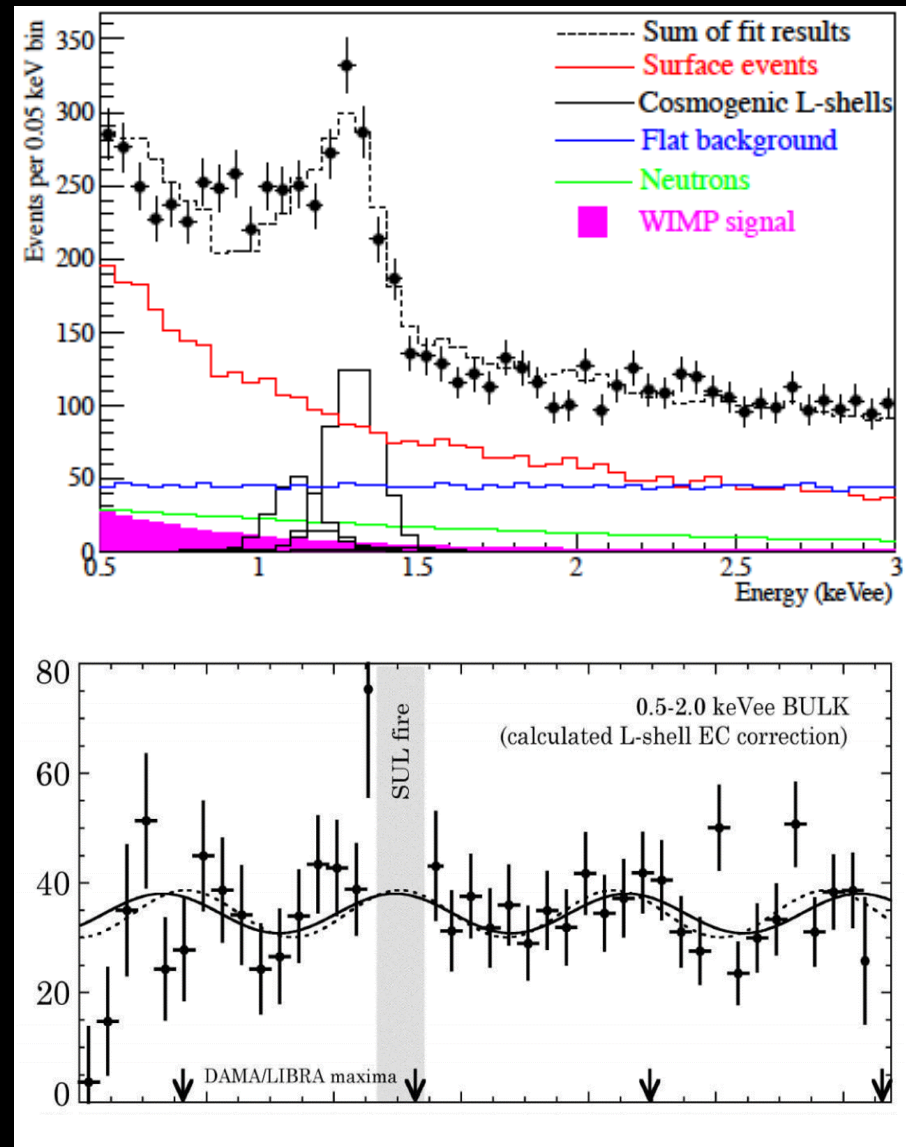 Events per 0.05 keV bin
350
300
250
200
150
100
50
0
Sum of fit results
Surface events
Cosmogenic L-shells
Flat background
Neutrons
WIMP signal
0.5 1 1.5 2 2.5 3
Energy (keVee)
80
60
40
20
0
SUL fire
0.5-2.0 keVee BULK
(calculated L-shell EC correction)
DAMA/LIBRA maxima